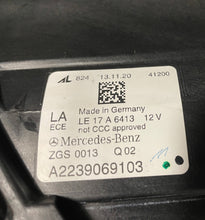 AL 824 13.11.20 41200
Made in Germany
LA LE 17 A 6413 12 V
ECE not CCC approved
Mercedes-Benz
ZGS 0013 Q 02
A2239069103